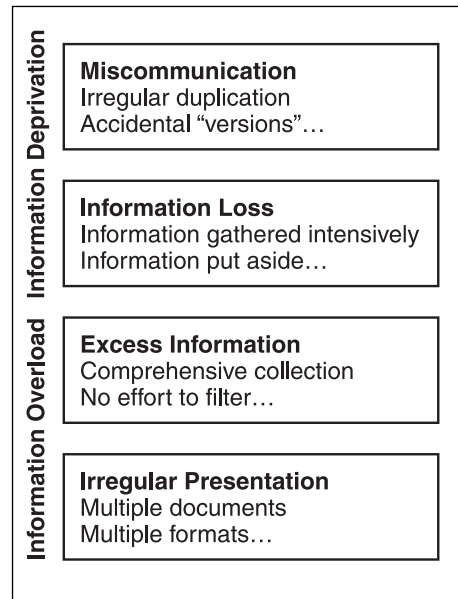 Information Deprivation
Miscommunication
Irregular duplication
Accidental “versions”…
Information Loss
Information gathered intensively
Information put aside…
Information Overload
Excess Information
Comprehensive collection
No effort to filter…
Irregular Presentation
Multiple documents
Multiple formats…